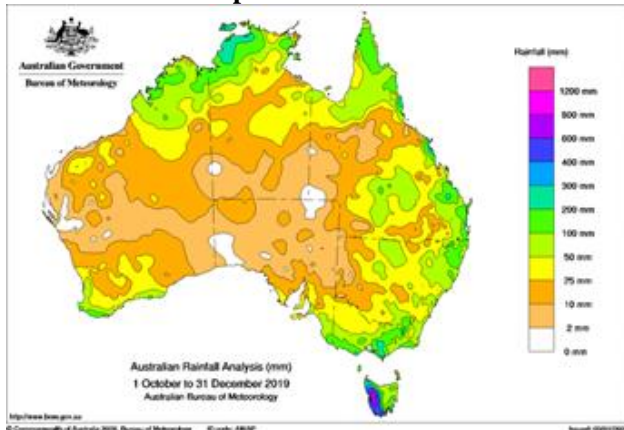 Australian Government
Bureau of Meteorology
Rainfall (mm)
1200 mm
800 mm
600 mm
400 mm
300 mm
200 mm
100 mm
50 mm
25 mm
10 mm
2 mm
0 mm
Australian Rainfall Analysis (mm)
1 October to 31 December 2019
Australian Bureau of Meteorology
http://www.bom.gov.au